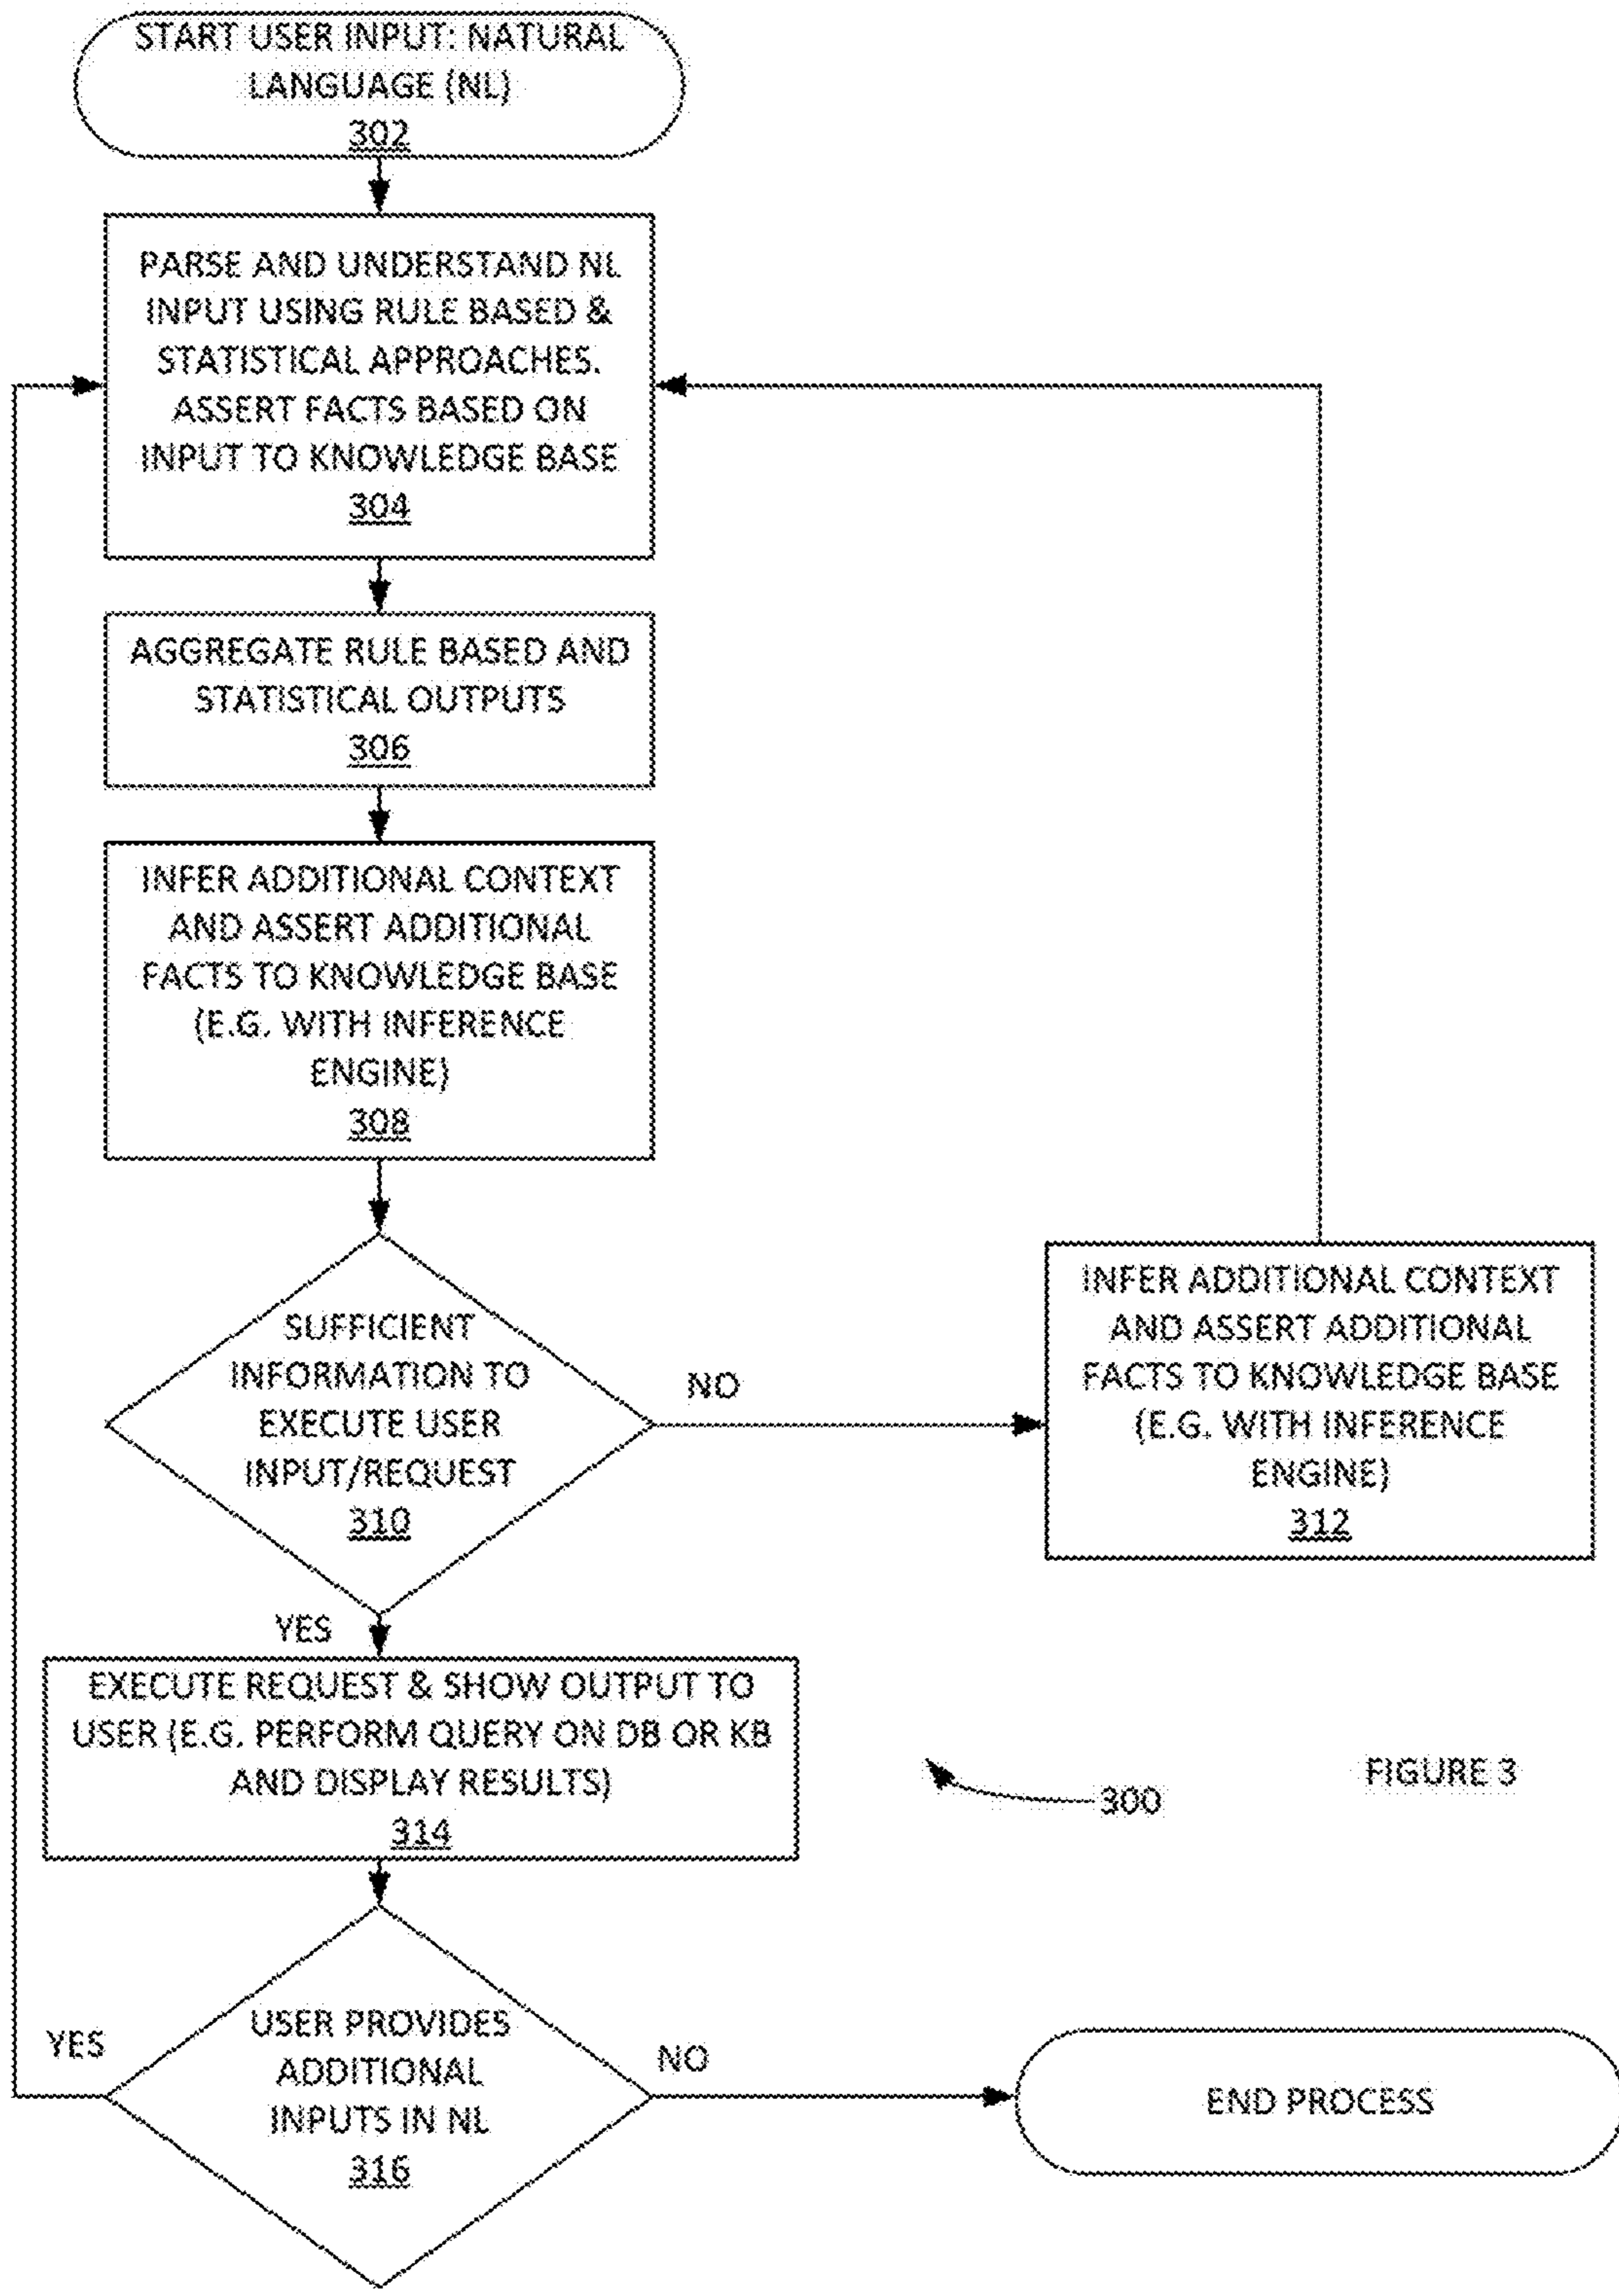 START USER INPUT: NATURAL
LANGUAGE (NL)
302
PARSE AND UNDERSTAND NL
INPUT USING RULE BASED &
STATISTICAL APPROACHES.
ASSERT FACTS BASED ON
INPUT TO KNOWLEDGE BASE
304
AGGREGATE RULE BASED AND
STATISTICAL OUTPUTS
306
INFER ADDITIONAL CONTEXT
AND ASSERT ADDITIONAL
FACTS TO KNOWLEDGE BASE
(E.G. WITH INFERENCE
ENGINE)
308
SUFFICIENT
INFORMATION TO
EXECUTE USER
INPUT/REQUEST
310
NO
INFER ADDITIONAL CONTEXT
AND ASSERT ADDITIONAL
FACTS TO KNOWLEDGE BASE
(E.G. WITH INFERENCE
ENGINE)
312
YES
EXECUTE REQUEST & SHOW OUTPUT TO
USER (E.G. PERFORM QUERY ON DB OR KB
AND DISPLAY RESULTS)
314
300
FIGURE 3
USER PROVIDES
ADDITIONAL
INPUTS IN NL
316
YES
NO
END PROCESS